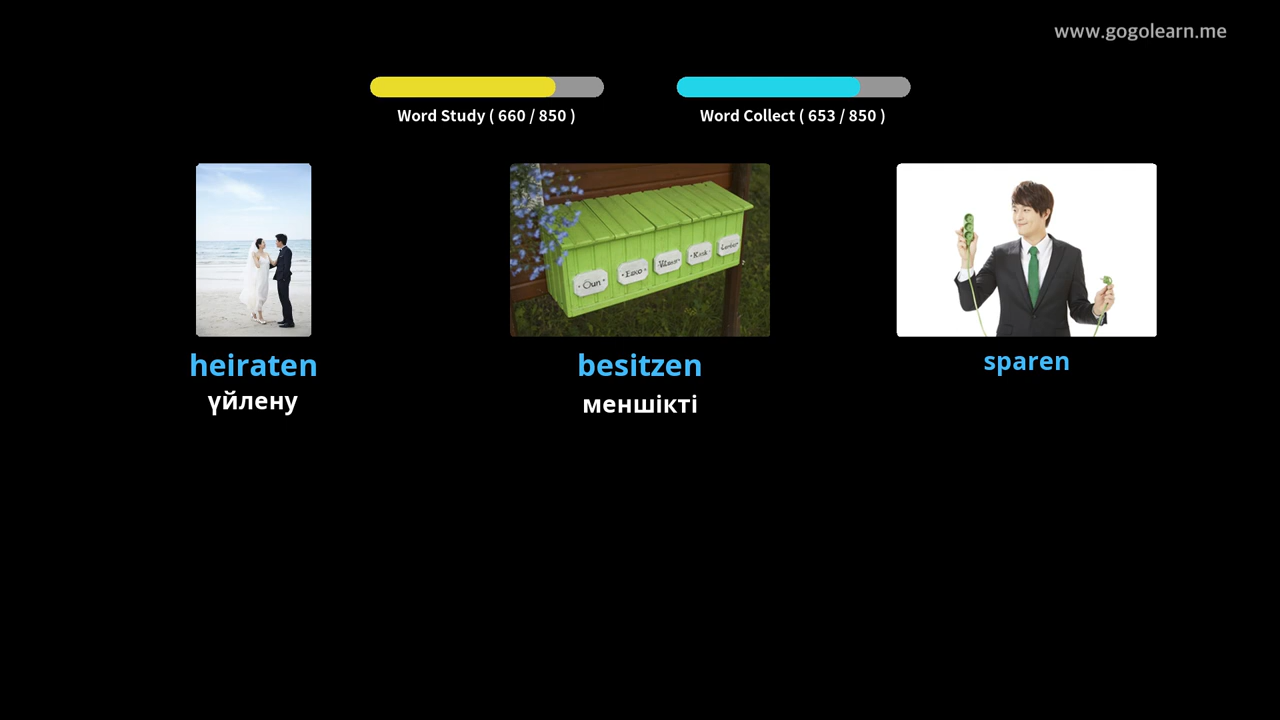 www.gogolearn.me
Word Study ( 660 / 850 )
Word Collect ( 653 / 850 )
heiraten
үйлену
besitzen
меншікті
sparen